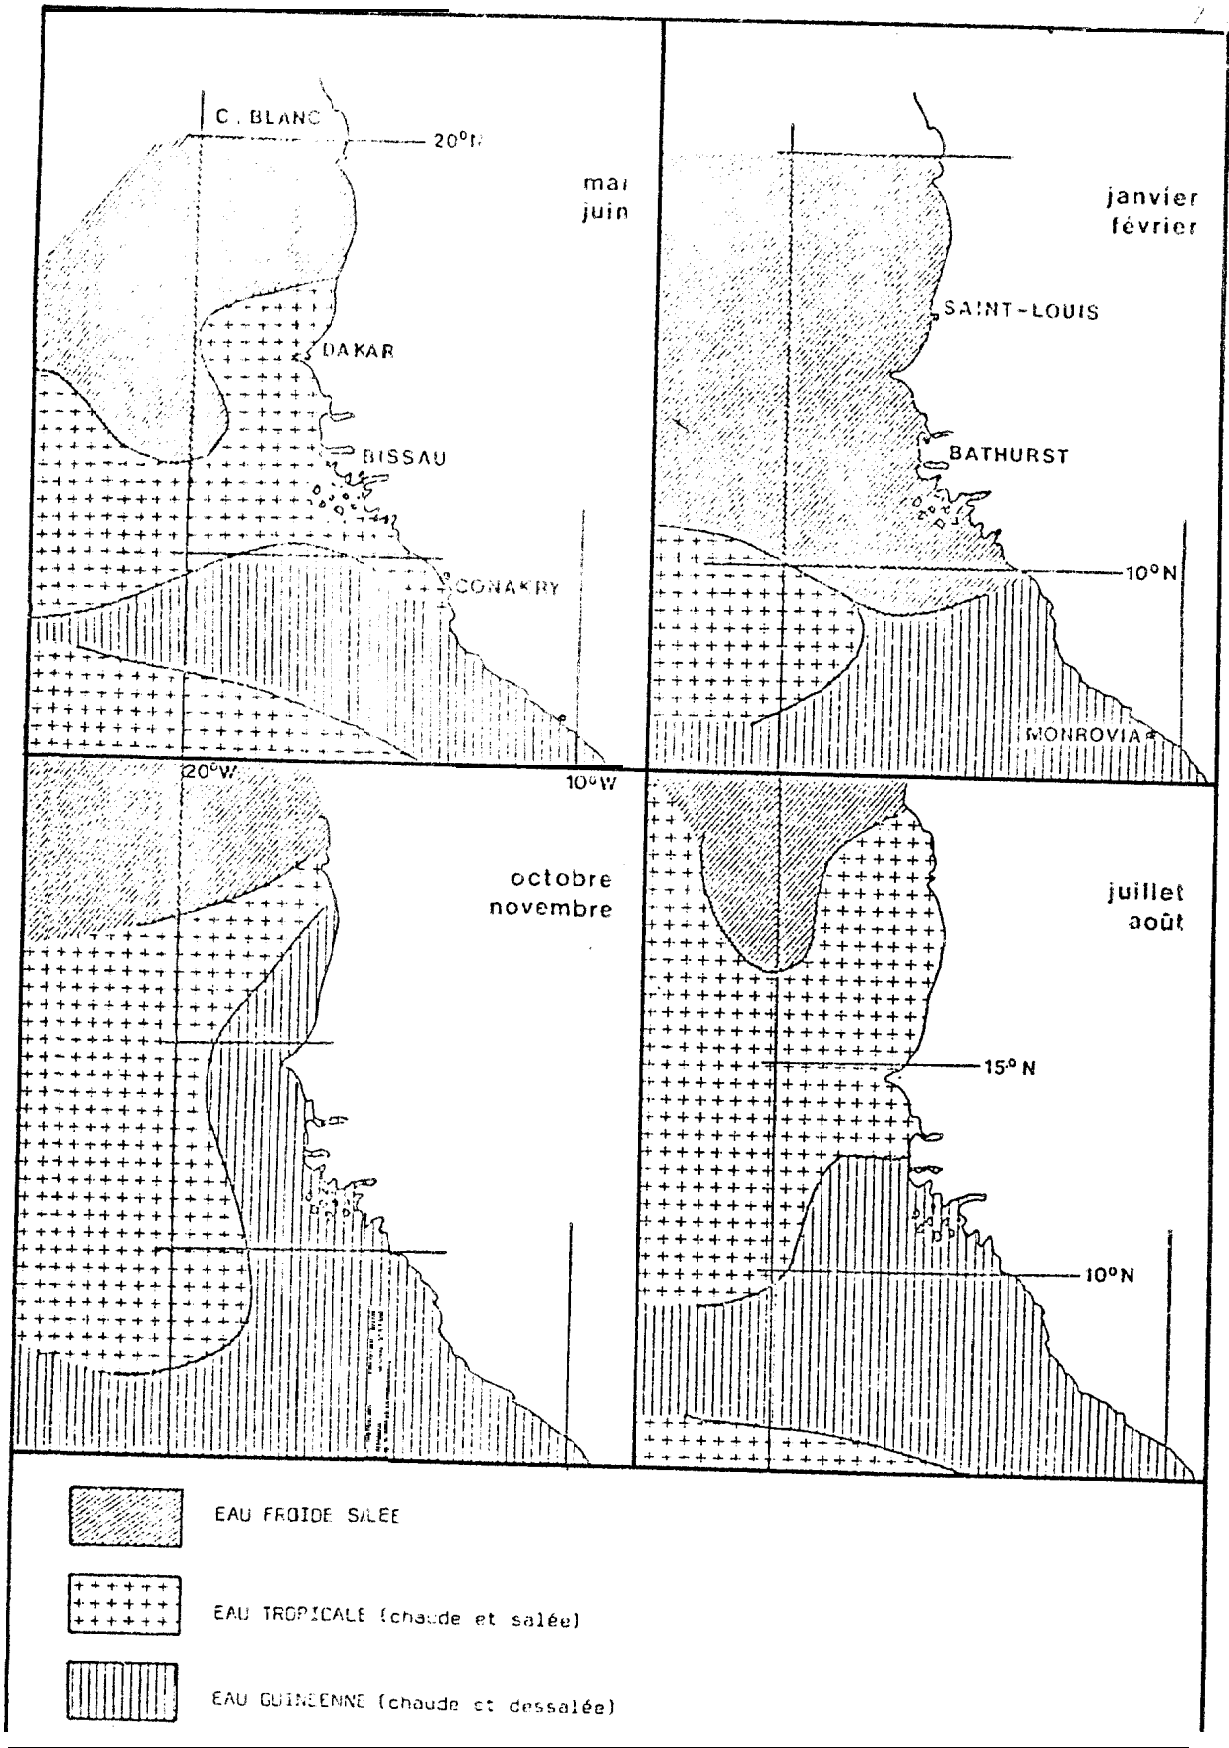 C. BLANC
20°N
mai
juin
DAKAR
BISSAU
CONAKRY
janvier
février
SAINT-LOUIS
BATHURST
10°N
MONROVIA
20°W
10°W
octobre
novembre
juillet
août
15°N
10°N
EAU FROIDE SALEE
EAU TROPICALE (chaude et salée)
EAU GUINEENNE (chaude et dessalée)